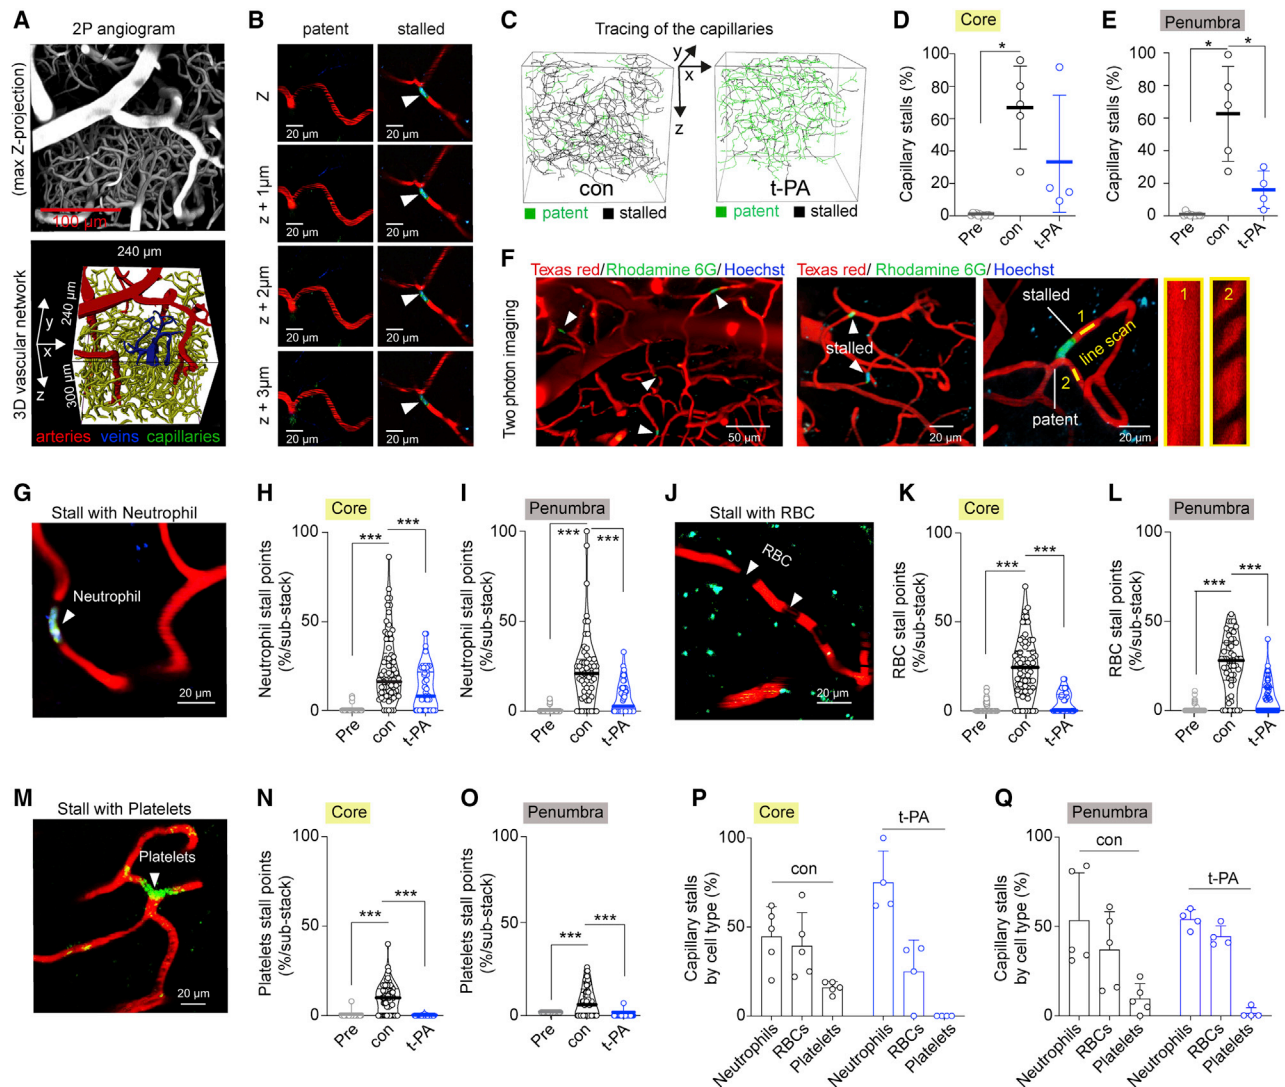 A
2P angiogram
(max Z-projection)
100 µm
240 µm
3D vascular network
240 µm
300 µm
y
x
z
arteries veins capillaries
B
patent stalled
Z
20 µm 20 µm
z + 1µm
20 µm 20 µm
z + 2µm
20 µm 20 µm
z + 3µm
20 µm 20 µm
C
Tracing of the capillaries
y
x
z
con t-PA
patent stalled patent stalled
D
Core
Capillary stalls (%)
100
80
60
40
20
0
*
Pre con t-PA
E
Penumbra
Capillary stalls (%)
100
80
60
40
20
0
* *
Pre con t-PA
F
Two photon imaging
Texas red/Rhodamine 6G/Hoechst
50 µm
Texas red/ Rhodamine 6G/Hoechst
stalled
20 µm
stalled
1
line scan
2
patent
20 µm
1 2
G
Stall with Neutrophil
Neutrophil
20 µm
H
Core
Neutrophil stall points
(%/sub-stack)
100
50
0
*** ***
Pre con t-PA
I
Penumbra
Neutrophil stall points
(%/sub-stack)
100
50
0
*** ***
Pre con t-PA
J
Stall with RBC
RBC
20 µm
K
Core
RBC stall points
(%/sub-stack)
100
50
0
*** ***
Pre con t-PA
L
Penumbra
RBC stall points
(%/sub-stack)
100
50
0
*** ***
Pre con t-PA
M
Stall with Platelets
Platelets
20 µm
N
Core
Platelets stall points
(%/sub-stack)
100
50
0
*** ***
Pre con t-PA
O
Penumbra
Platelets stall points
(%/sub-stack)
100
50
0
*** ***
Pre con t-PA
P
Core
Capillary stalls
by cell type (%)
100
50
0
con t-PA
Neutrophils RBCs Platelets Neutrophils RBCs Platelets
Q
Penumbra
Capillary stalls
by cell type (%)
100
50
0
con t-PA
Neutrophils RBCs Platelets Neutrophils RBCs Platelets